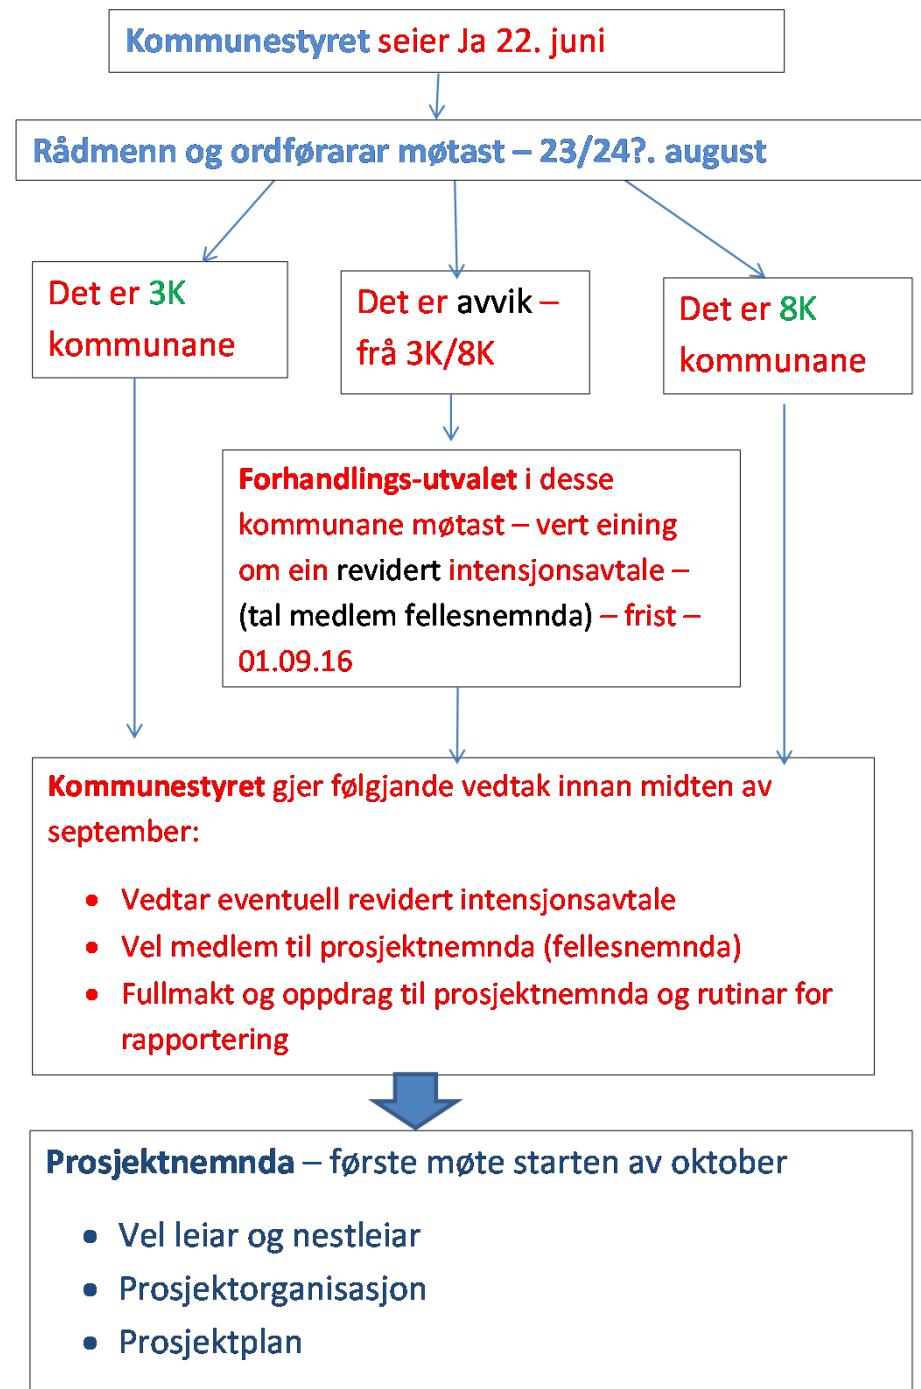 Kommunestyret seier Ja 22. juni
Rådmenn og ordførarar møtast – 23/24?. august
Det er 3K
kommunane
Det er avvik –
frå 3K/8K
Det er 8K
kommunane
Forhandlings-utvalet i desse
kommunane møtast – vert eining
om ein revidert intensjonsavtale –
(tal medlem fellesnemnda) – frist –
01.09.16
Kommunestyret gjer følgjande vedtak innan midten av
september:
• Vedtar eventuell revidert intensjonsavtale
• Vel medlem til prosjektnemnda (fellesnemnda)
• Fullmakt og oppdrag til prosjektnemnda og rutinar for
rapportering
Prosjektnemnda – første møte starten av oktober
• Vel leiar og nestleiar
• Prosjektorganisasjon
• Prosjektplan